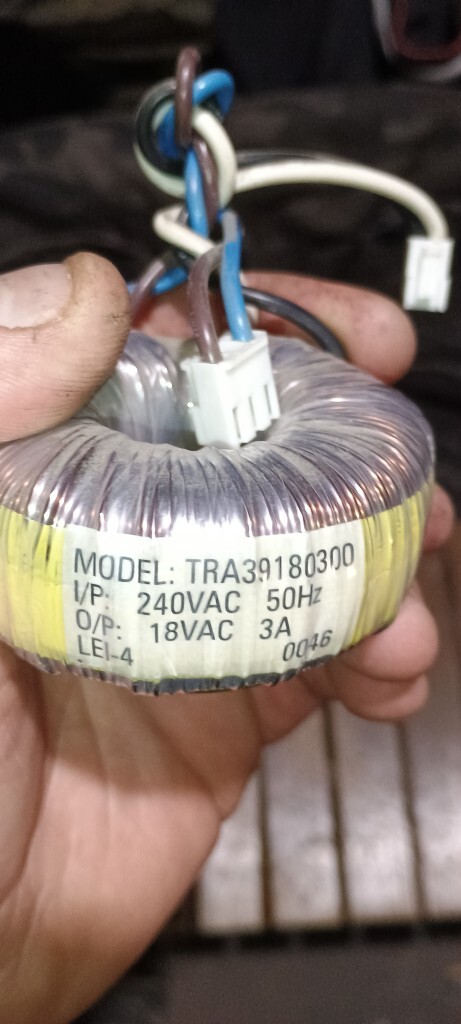 MODEL: TRA39180300
I/P: 240VAC 50Hz
O/P: 18VAC 3A
LEI-4 0046